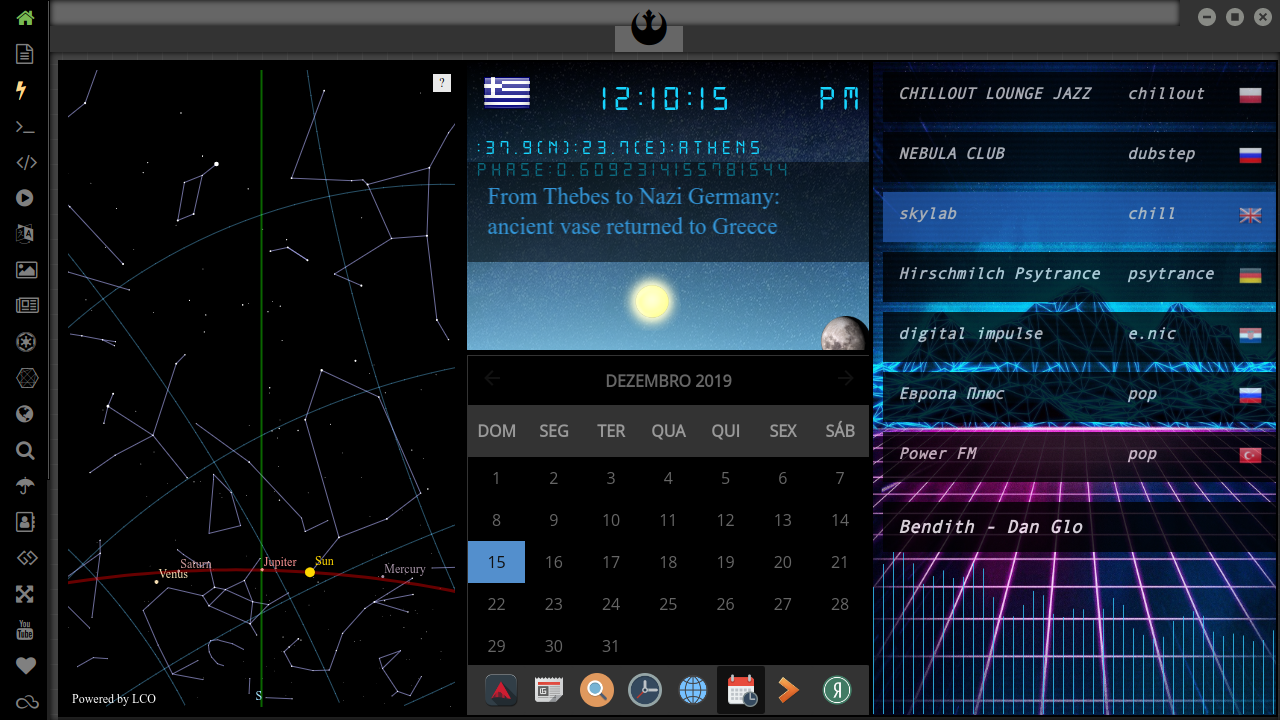 ?
Saturn
Venus
Jupiter
Sun
Mercury
S
Powered by LCO
12:10:15 PM
:37.9(N):23.7(E):ATHENS
PHASE:0.6092314155781544
From Thebes to Nazi Germany:
ancient vase returned to Greece
DEZEMBRO 2019
DOM SEG TER QUA QUI SEX SÁB
1 2 3 4 5 6 7
8 9 10 11 12 13 14
15 16 17 18 19 20 21
22 23 24 25 26 27 28
29 30 31
Я
CHILLOUT LOUNGE JAZZ chillout
NEBULA CLUB dubstep
skylab chill
Hirschmilch Psytrance psytrance
digital impulse e.nic
Европа Плюс pop
Power FM pop
Bendith - Dan Glo
You
Tube